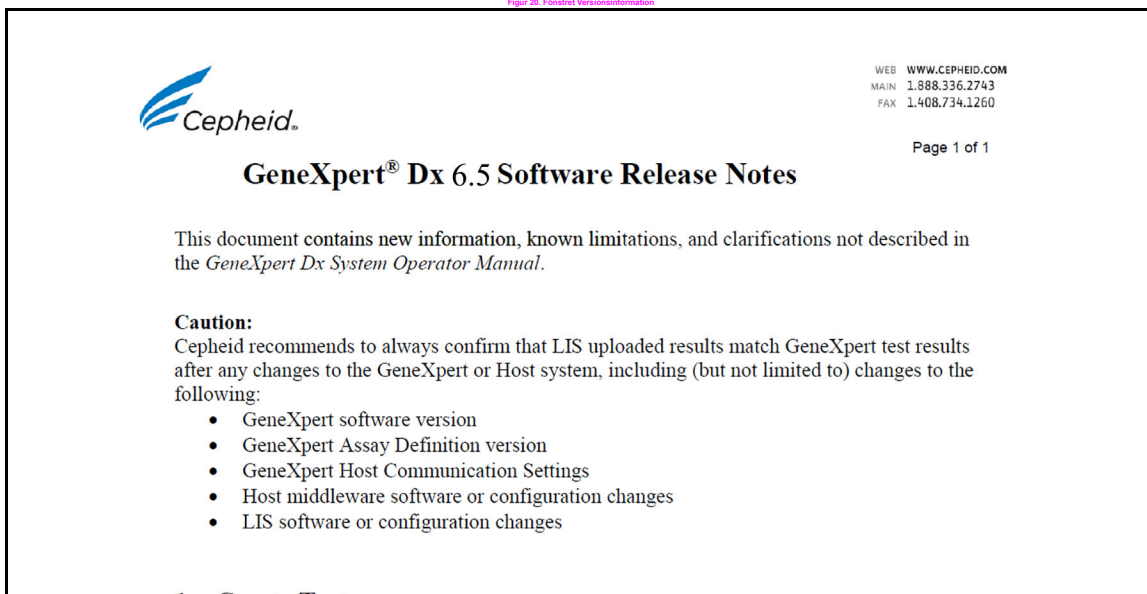 Figur 20. Fönstret Versionsinformation
Cepheid®
WEB WWW.CEPHEID.COM
MAIN 1.888.336.2743
FAX 1.408.734.1260
Page 1 of 1
GeneXpert® Dx 6.5 Software Release Notes
This document contains new information, known limitations, and clarifications not described in
the GeneXpert Dx System Operator Manual.
Caution:
Cepheid recommends to always confirm that LIS uploaded results match GeneXpert test results
after any changes to the GeneXpert or Host system, including (but not limited to) changes to the
following:
• GeneXpert software version
• GeneXpert Assay Definition version
• GeneXpert Host Communication Settings
• Host middleware software or configuration changes
• LIS software or configuration changes